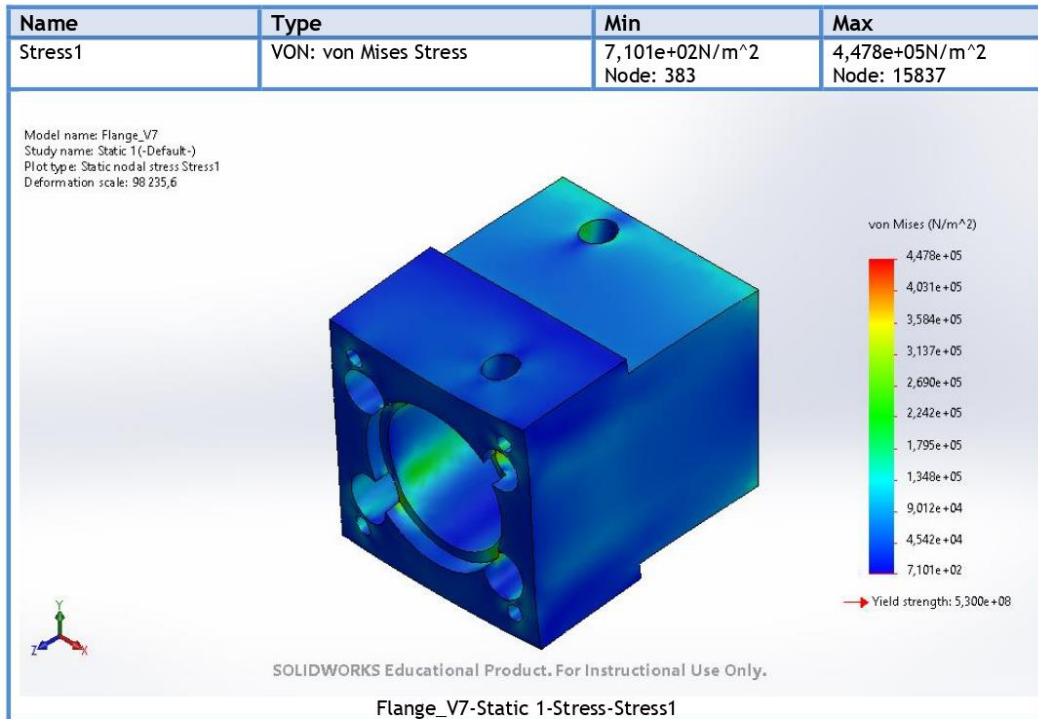 Name Type Min Max
Stress1 VON: von Mises Stress 7,101e+02N/m^2 4,478e+05N/m^2
Node: 383 Node: 15837
Model name: Flange_V7
Study name: Static 1(-Default-)
Plot type: Static nodal stress Stress1
Deformation scale: 98 235,6
von Mises (N/m^2)
4,478e+05
4,031e+05
3,584e+05
3,137e+05
2,690e+05
2,242e+05
1,795e+05
1,348e+05
9,012e+04
4,542e+04
7,101e+02
Yield strength: 5,300e+08
Y
Z X
SOLIDWORKS Educational Product. For Instructional Use Only.
Flange_V7-Static 1-Stress-Stress1